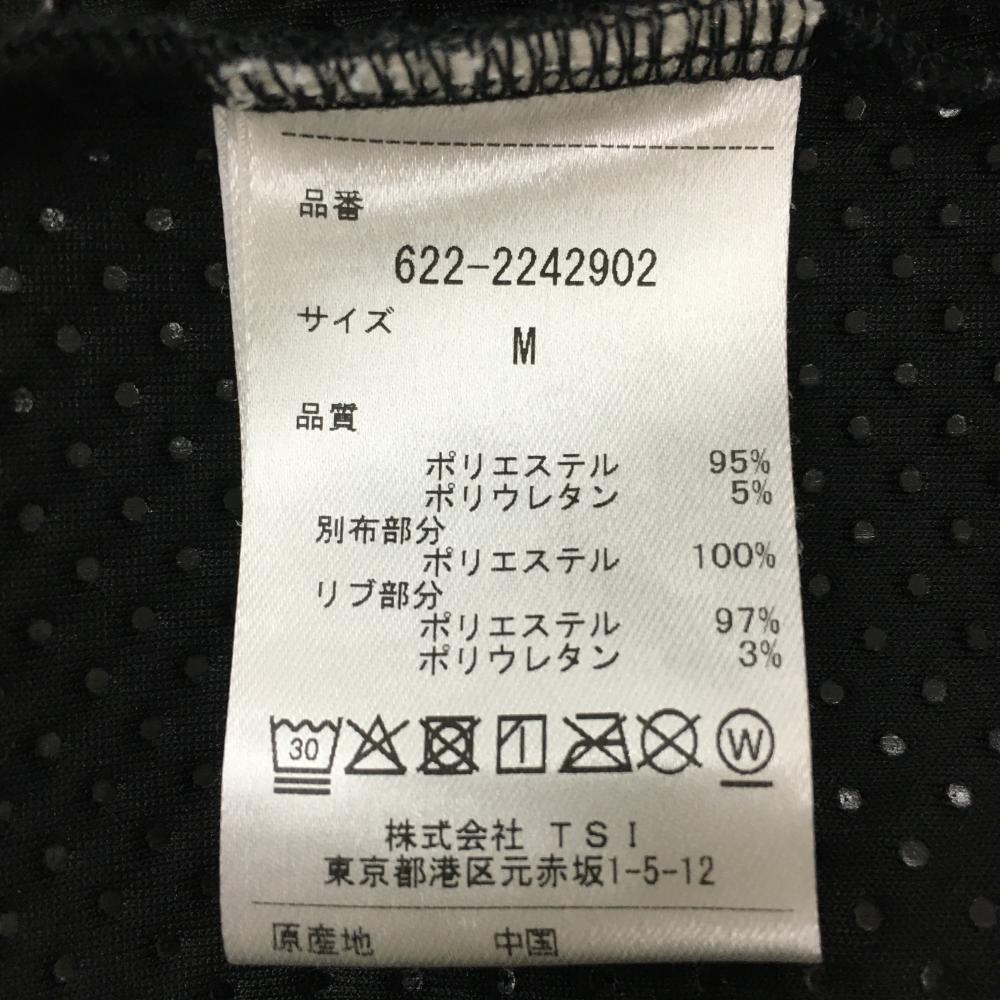 品番
622-2242902
サイズ
M
品質
ポリエステル 95%
ポリウレタン 5%
別布部分
ポリエステル 100%
リブ部分
ポリエステル 97%
ポリウレタン 3%
30 W
株式会社 TSI
東京都港区元赤坂1-5-12
原産地 中国